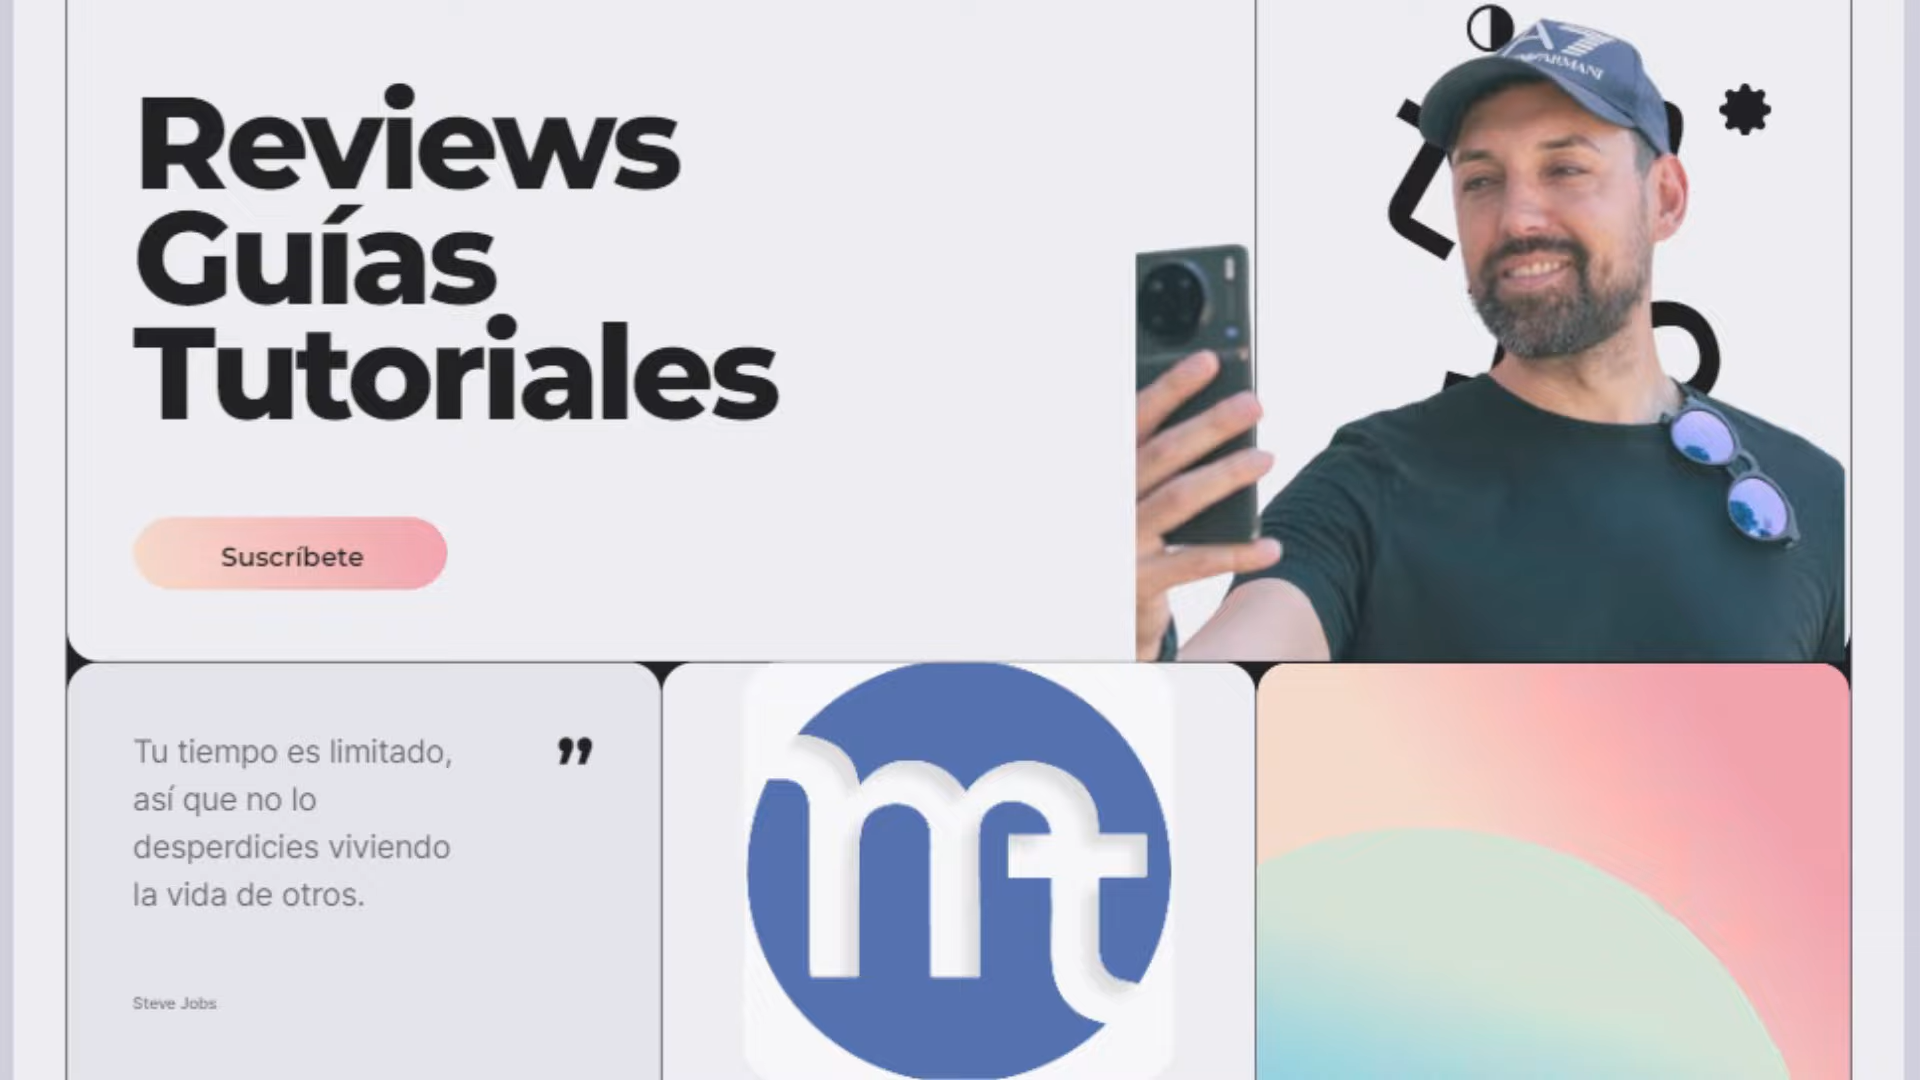 Reviews
Guías
Tutoriales
Suscríbete
Tu tiempo es limitado,
así que no lo
desperdicies viviendo
la vida de otros.
”
Steve Jobs
mt
ARMANI